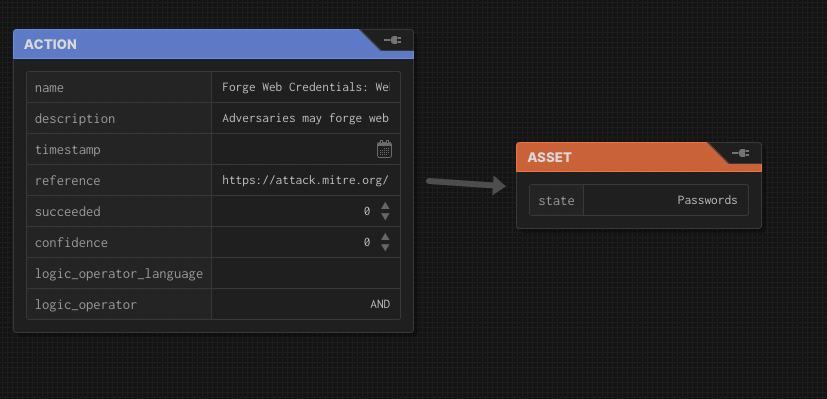 ACTION
name Forge Web Credentials: We
description Adversaries may forge web
timestamp
reference https://attack.mitre.org/
succeeded 0
confidence 0
logic_operator_language
logic_operator AND
ASSET
state Passwords